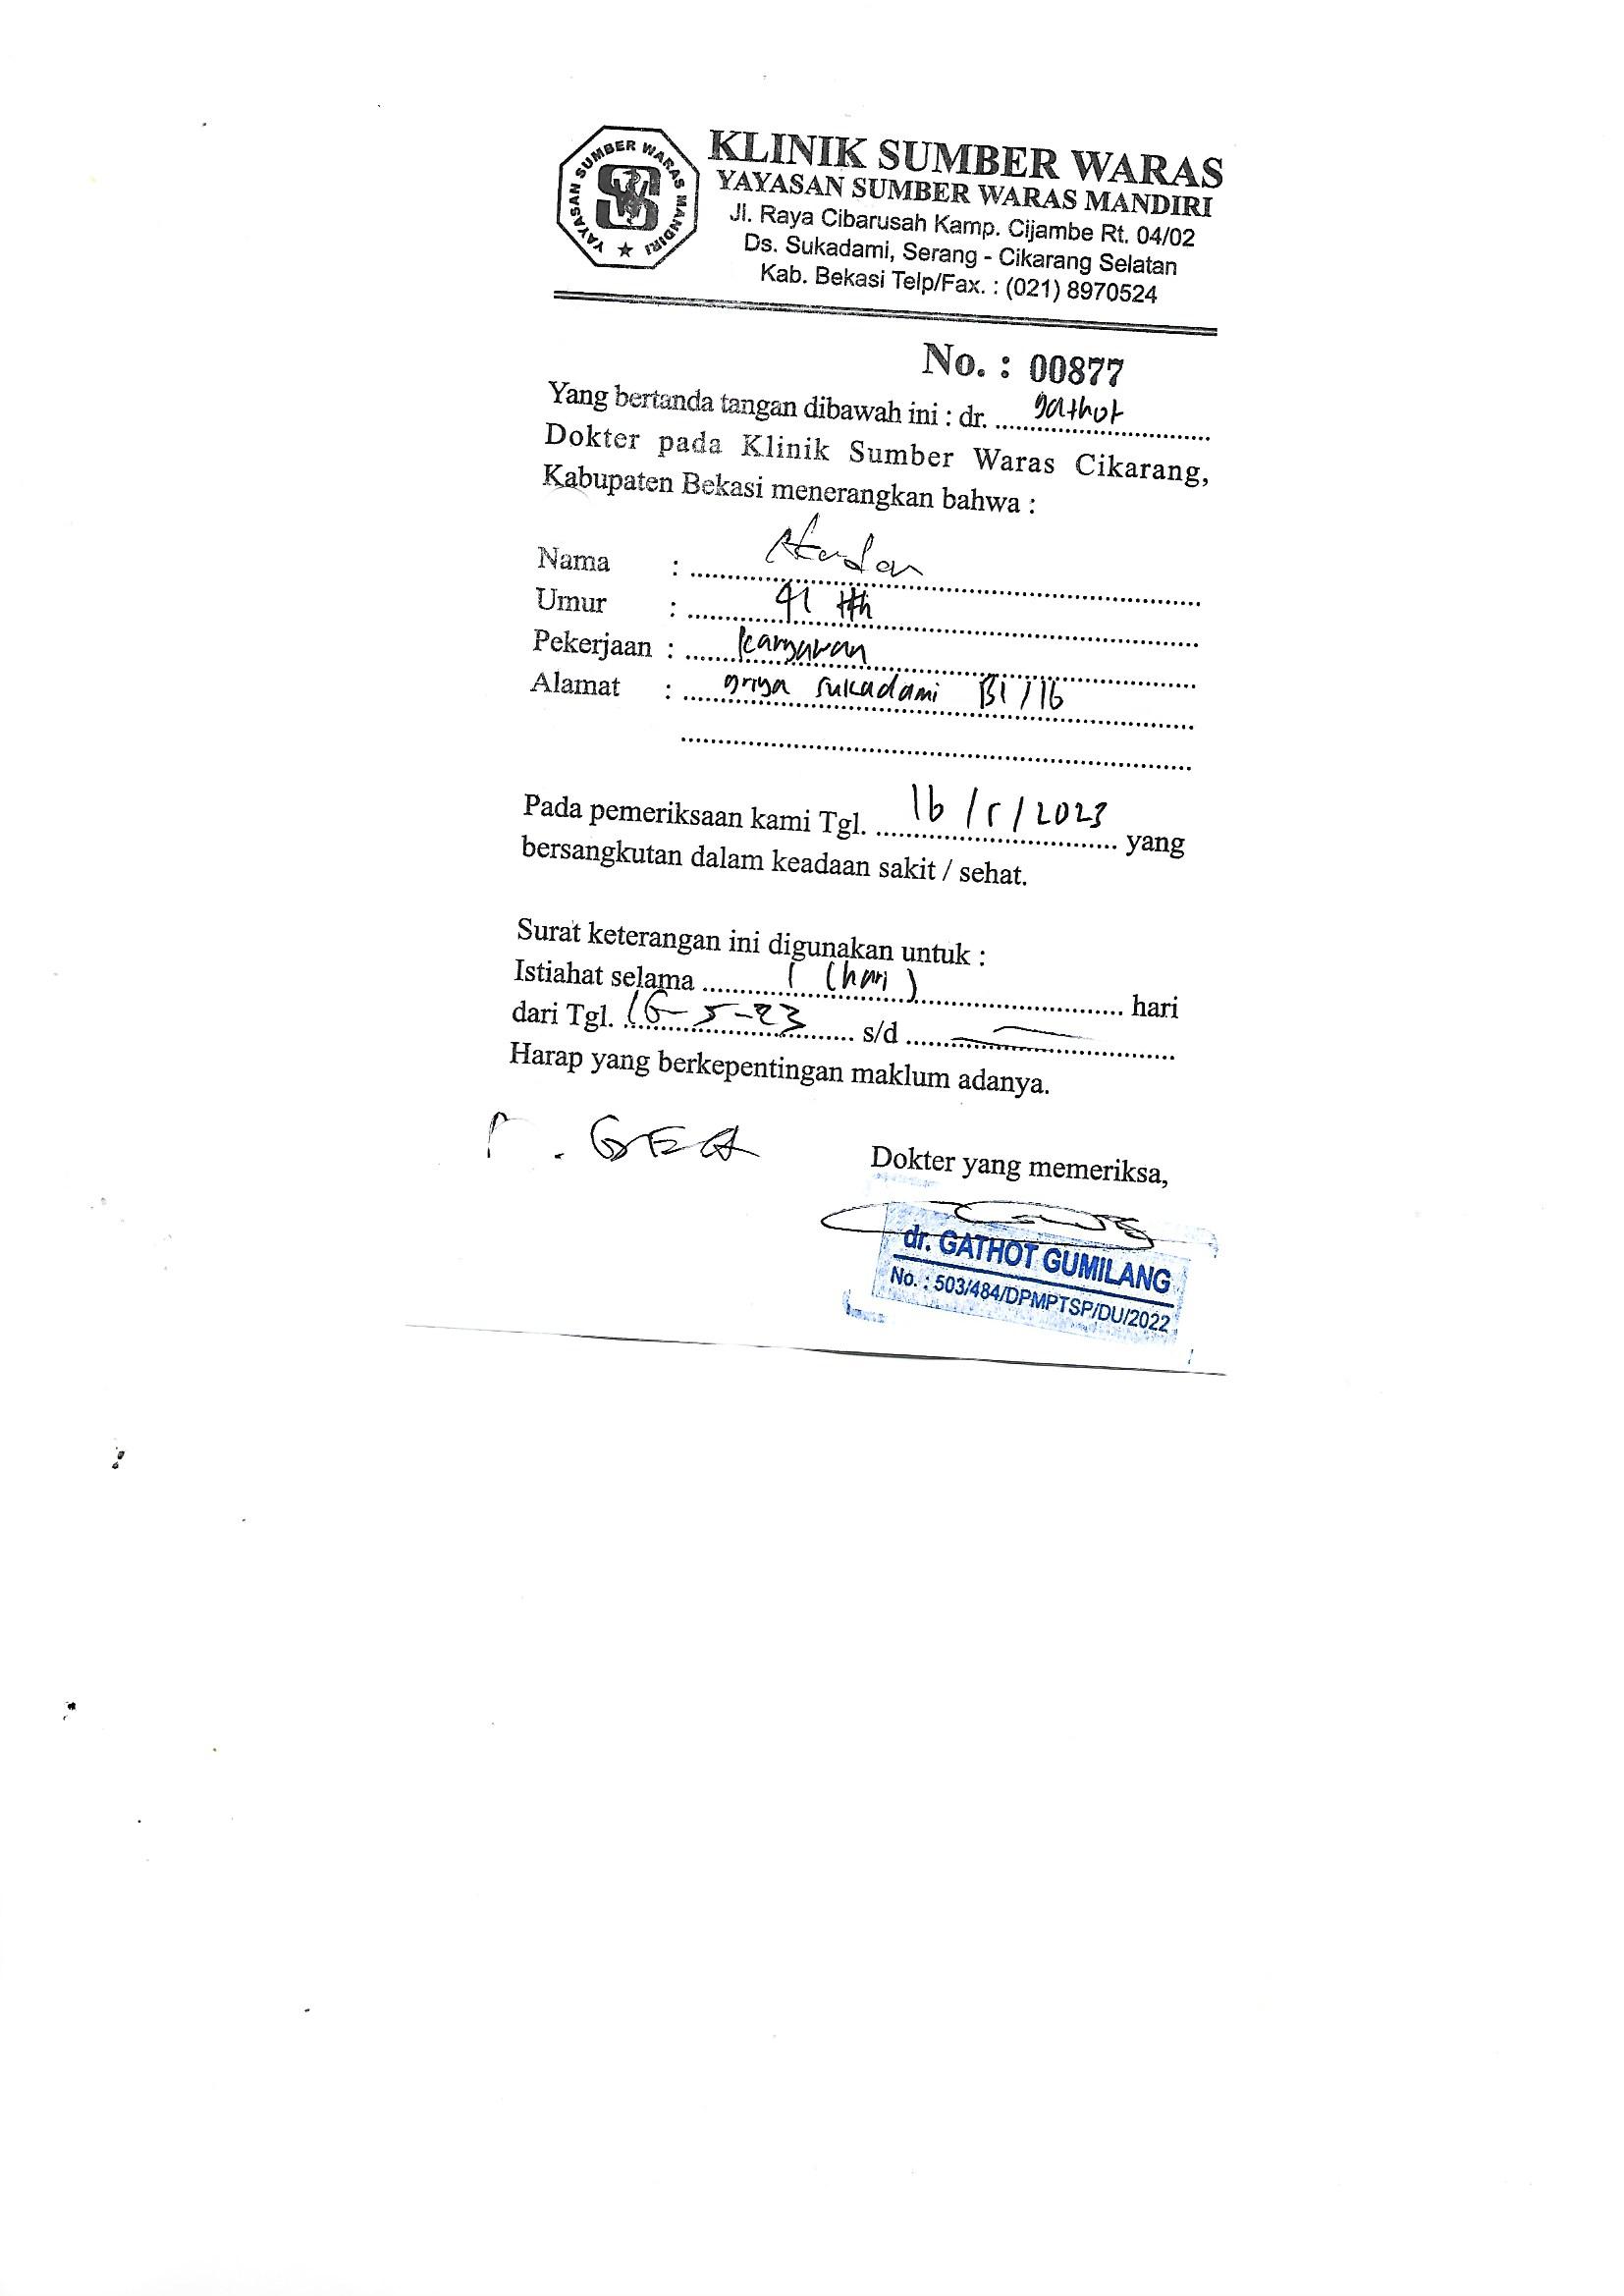 YAYASAN SUMBER WARAS MANDIRI
KLINIK SUMBER WARAS
YAYASAN SUMBER WARAS MANDIRI
Jl. Raya Cibarusah Kamp. Cijambe Rt. 04/02
Ds. Sukadami, Serang - Cikarang Selatan
Kab. Bekasi Telp/Fax. : (021) 8970524
No. : 00877
Yang bertanda tangan dibawah ini : dr. gathot
Dokter pada Klinik Sumber Waras Cikarang,
Kabupaten Bekasi menerangkan bahwa :
Nama :
Umur : 41 th
Pekerjaan : karyawan
Alamat : griya sukadami B1/16
Pada pemeriksaan kami Tgl. 16/5/2023 yang
bersangkutan dalam keadaan sakit / sehat.
Surat keterangan ini digunakan untuk :
Istiahat selama 1 (hari) hari
dari Tgl. 16-5-23 s/d —
Harap yang berkepentingan maklum adanya.
GEA
Dokter yang memeriksa,
dr. GATHOT GUMILANG
No. : 503/484/DPMPTSP/DU/2022